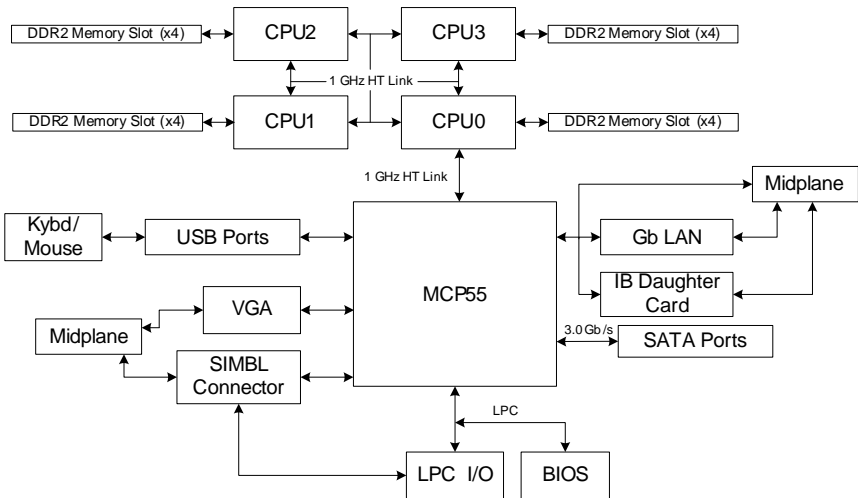 DDR2 Memory Slot (x4)
CPU2
CPU3
DDR2 Memory Slot (x4)
1 GHz HT Link
DDR2 Memory Slot (x4)
CPU1
CPU0
DDR2 Memory Slot (x4)
1 GHz HT Link
Midplane
Kybd/
Mouse
USB Ports
Gb LAN
MCP55
IB Daughter
Card
VGA
Midplane
3.0 Gb/s
SATA Ports
SIMBL
Connector
LPC
LPC I/O
BIOS